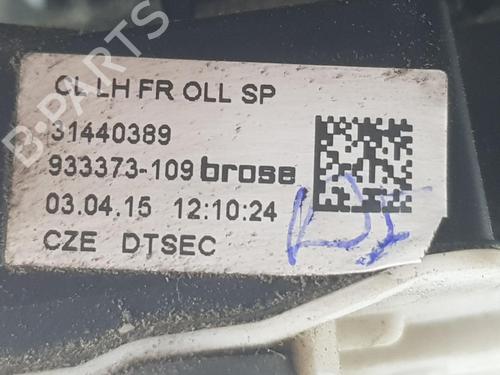 B-PARTS
CL LH FR OLL SP
31440389
933373-109 brose
03.04.15 12:10:24
CZE DTSEC